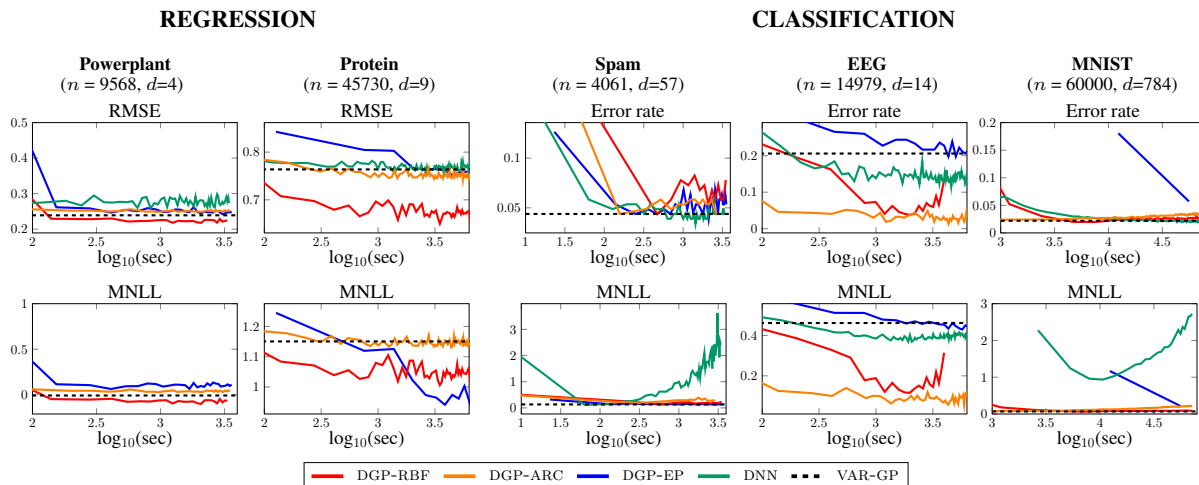 REGRESSION CLASSIFICATION
Powerplant Protein Spam EEG MNIST
(n = 9568, d=4) (n = 45730, d=9) (n = 4061, d=57) (n = 14979, d=14) (n = 60000, d=784)
RMSE RMSE Error rate Error rate Error rate
0.5 0.4 0.3 0.2
2 2.5 3 3.5
log10(sec)
0.8 0.7
2 2.5 3 3.5
log10(sec)
0.1 0.05
1 1.5 2 2.5 3 3.5
log10(sec)
0.2 0.1 0
2 2.5 3 3.5
log10(sec)
0.2 0.15 0.1 0.05 0
3 3.5 4 4.5
log10(sec)
MNLL MNLL MNLL MNLL MNLL
1 0.5 0
2 2.5 3 3.5
log10(sec)
1.2 1.1 1
2 2.5 3 3.5
log10(sec)
4 3 2 1 0
1 1.5 2 2.5 3 3.5
log10(sec)
0.4 0.2
2 2.5 3 3.5
log10(sec)
3 2 1 0
3 3.5 4 4.5
log10(sec)
DGP-RBF DGP-ARC DGP-EP DNN VAR-GP